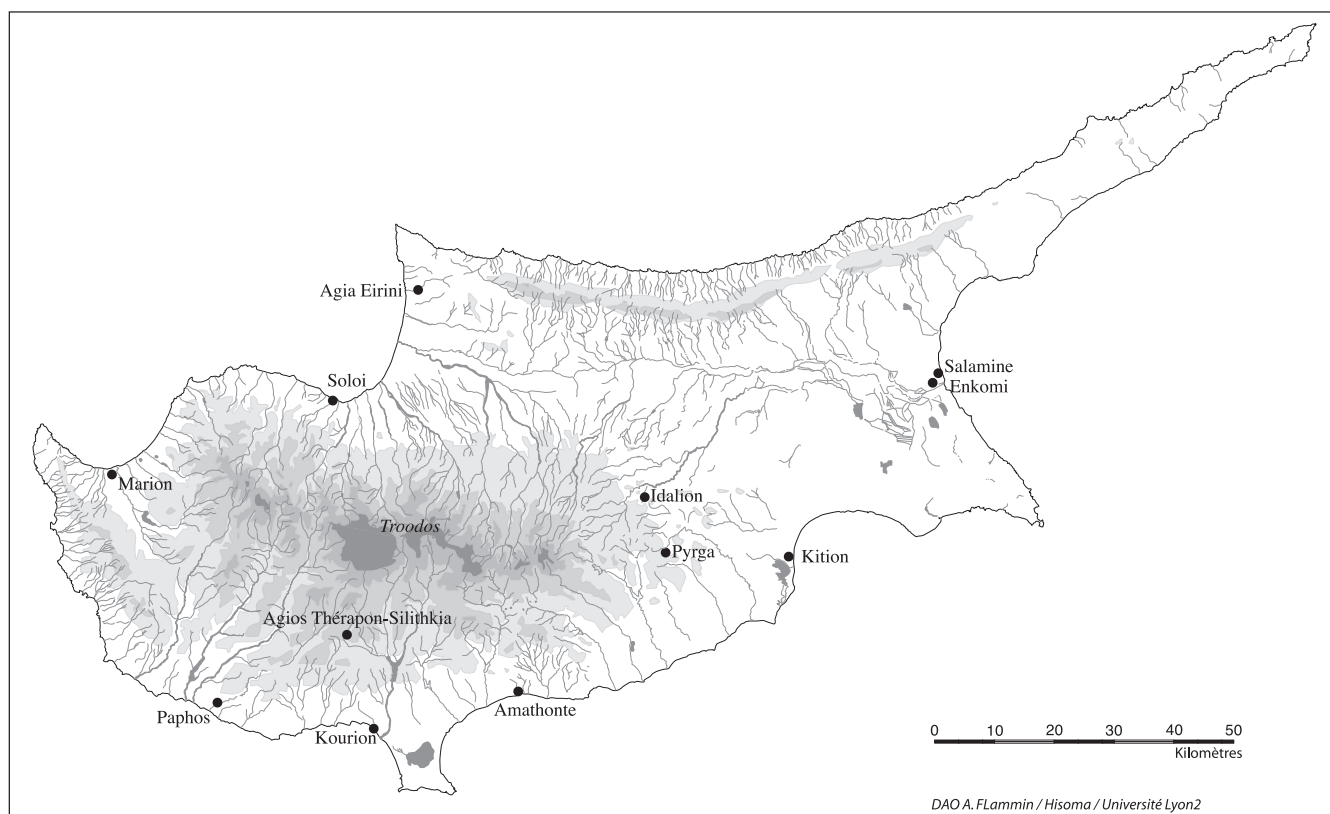 Agia Eirini
Salamine
Enkomi
Soloi
Marion
Idalion
Troodos
Pyrga
Kition
Agios Thérapon-Silithkia
Paphos
Amathonte
Kourion
0 10 20 30 40 50
Kilomètres
DAO A. FLammin / Hisoma / Université Lyon2